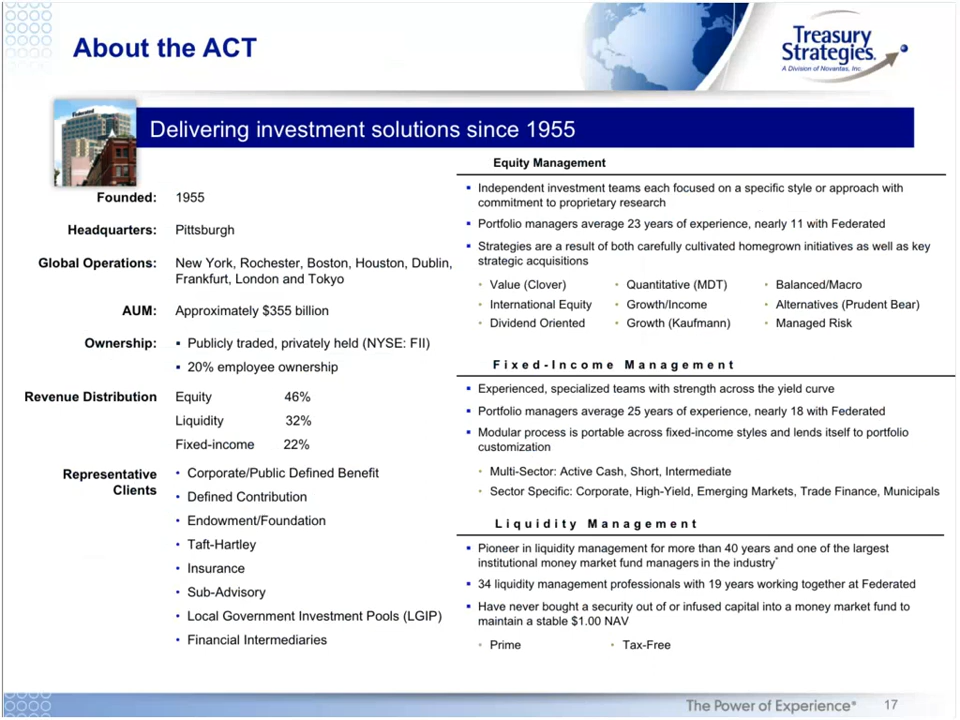 About the ACT
Treasury
Strategies®
A Division of Novantas, Inc.
Federated
Delivering investment solutions since 1955
Founded: 1955
Headquarters: Pittsburgh
Global Operations: New York, Rochester, Boston, Houston, Dublin,
Frankfurt, London and Tokyo
AUM: Approximately $355 billion
Ownership: ▪ Publicly traded, privately held (NYSE: FII)
▪ 20% employee ownership
Revenue Distribution Equity 46%
Liquidity 32%
Fixed-income 22%
Representative
Clients
• Corporate/Public Defined Benefit
• Defined Contribution
• Endowment/Foundation
• Taft-Hartley
• Insurance
• Sub-Advisory
• Local Government Investment Pools (LGIP)
• Financial Intermediaries
Equity Management
▪ Independent investment teams each focused on a specific style or approach with
commitment to proprietary research
▪ Portfolio managers average 23 years of experience, nearly 11 with Federated
▪ Strategies are a result of both carefully cultivated homegrown initiatives as well as key
strategic acquisitions
• Value (Clover) • Quantitative (MDT) • Balanced/Macro
• International Equity • Growth/Income • Alternatives (Prudent Bear)
• Dividend Oriented • Growth (Kaufmann) • Managed Risk
Fixed-Income Management
▪ Experienced, specialized teams with strength across the yield curve
▪ Portfolio managers average 25 years of experience, nearly 18 with Federated
▪ Modular process is portable across fixed-income styles and lends itself to portfolio
customization
• Multi-Sector: Active Cash, Short, Intermediate
• Sector Specific: Corporate, High-Yield, Emerging Markets, Trade Finance, Municipals
Liquidity Management
▪ Pioneer in liquidity management for more than 40 years and one of the largest
institutional money market fund managers in the industry*
▪ 34 liquidity management professionals with 19 years working together at Federated
▪ Have never bought a security out of or infused capital into a money market fund to
maintain a stable $1.00 NAV
• Prime • Tax-Free
The Power of Experience®
17